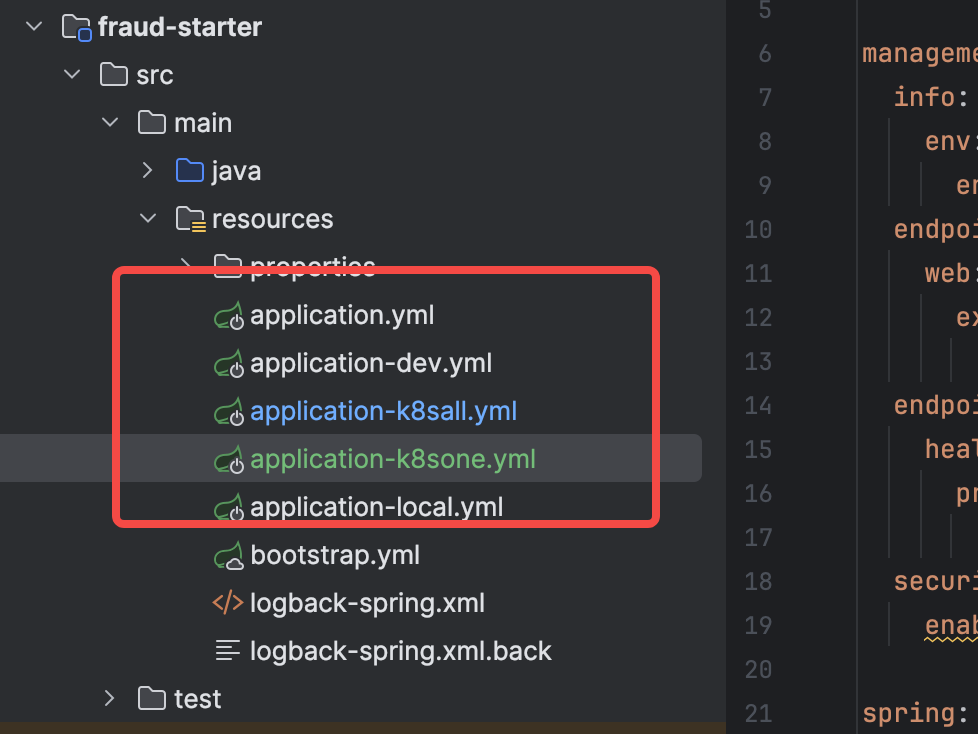 fraud-starter
src
main
java
resources
properties
application.yml
application-dev.yml
application-k8sall.yml
application-k8sone.yml
application-local.yml
bootstrap.yml
</> logback-spring.xml
logback-spring.xml.back
test
5
6 manageme
7 info:
8 env:
9 en
10 endpoi
11 web:
12 ex
13
14 endpoi
15 heal
16 pr
17
18 securi
19 enab
20
21 spring: